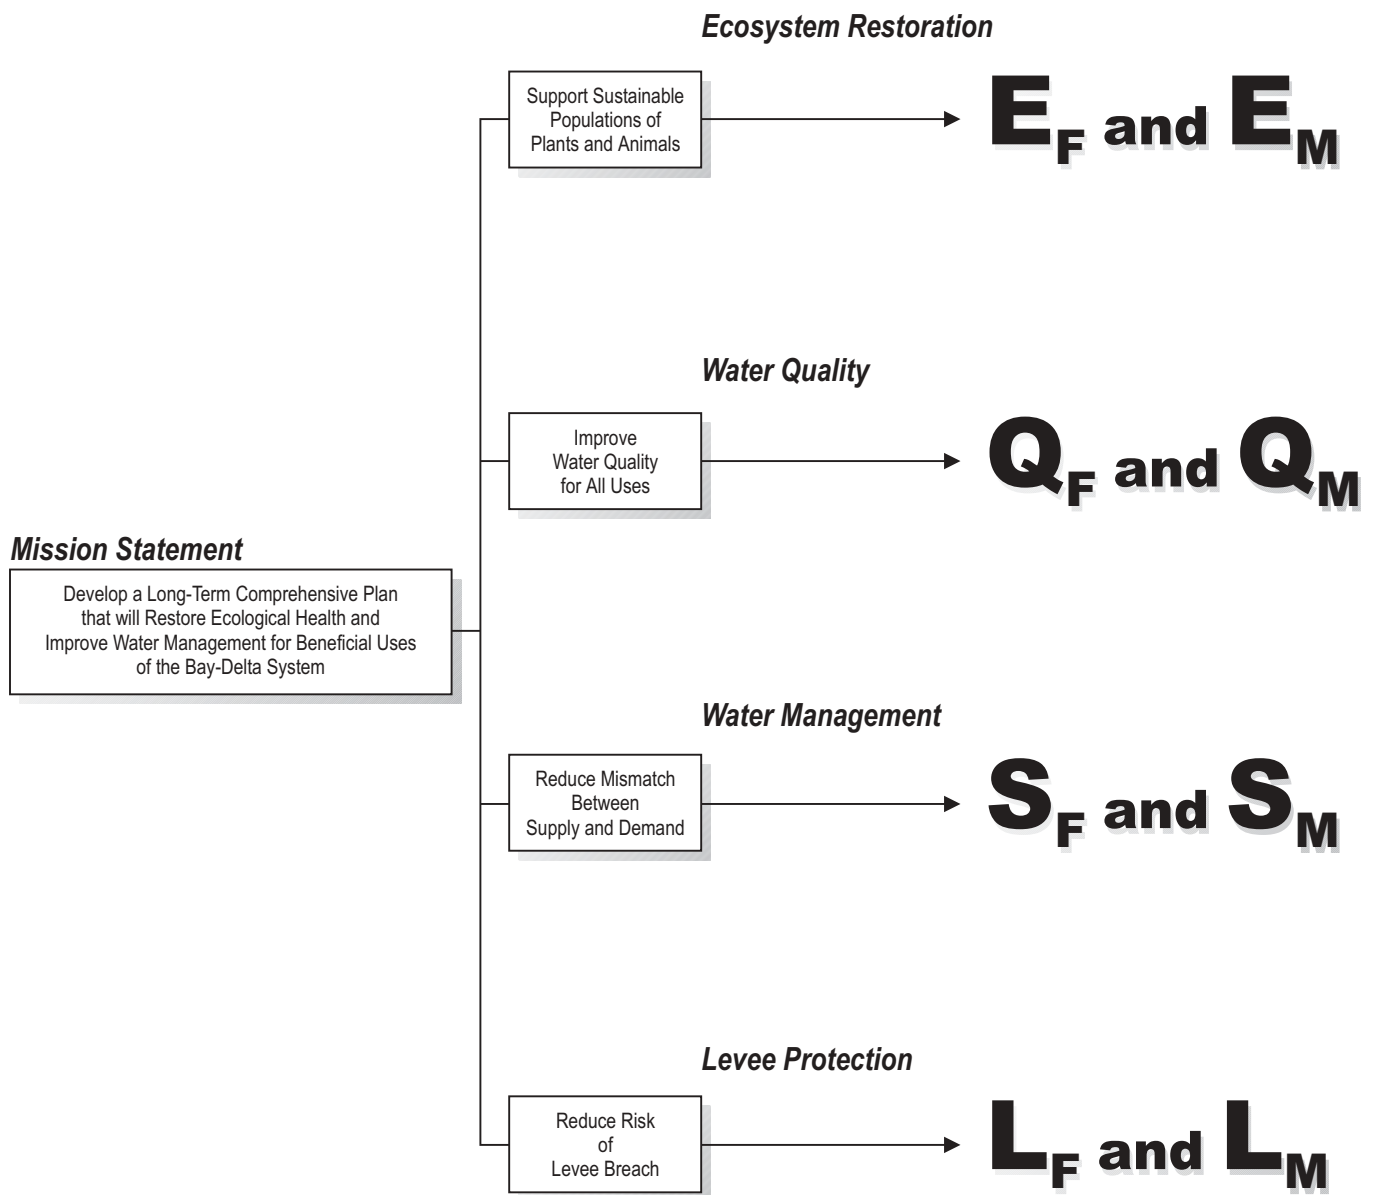 Ecosystem Restoration
Support Sustainable
Populations of
Plants and Animals
EF and EM
Water Quality
Improve
Water Quality
for All Uses
QF and QM
Mission Statement
Develop a Long-Term Comprehensive Plan
that will Restore Ecological Health and
Improve Water Management for Beneficial Uses
of the Bay-Delta System
Water Management
Reduce Mismatch
Between
Supply and Demand
SF and SM
Levee Protection
Reduce Risk
of
Levee Breach
LF and LM